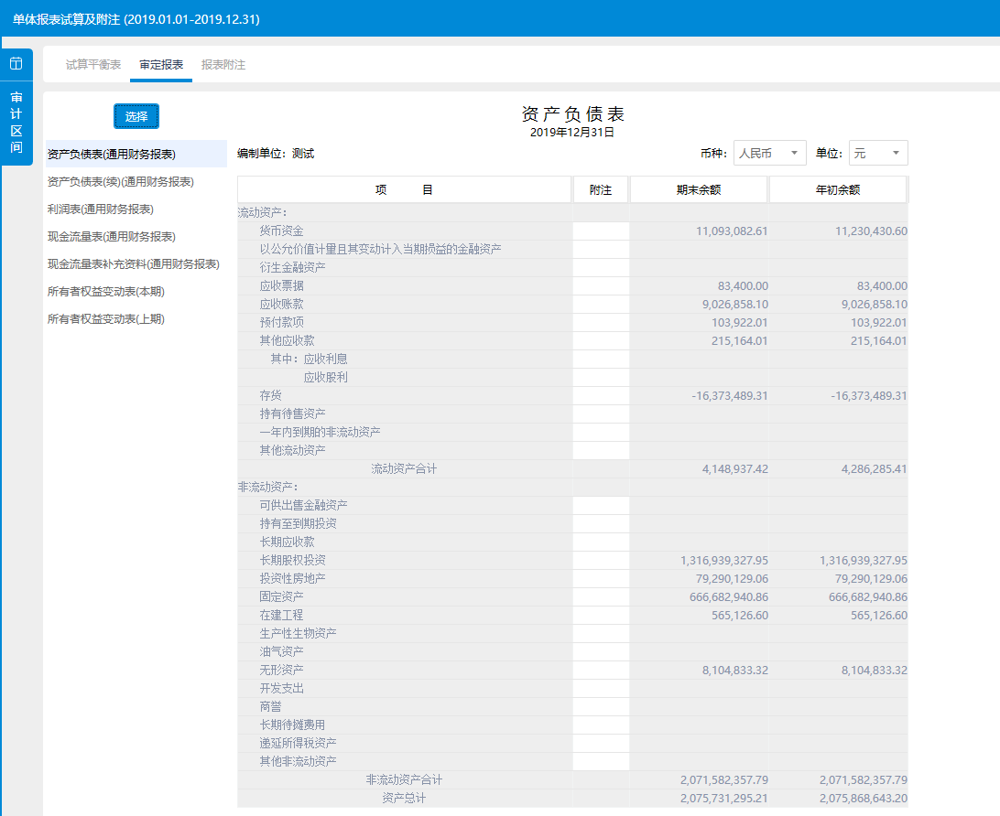 单体报表试算及附注 (2019.01.01-2019.12.31)
试算平衡表 审定报表 报表附注
审计区间
选择
资产负债表(通用财务报表)
资产负债表(续)(通用财务报表)
利润表(通用财务报表)
现金流量表(通用财务报表)
现金流量表补充资料(通用财务报表)
所有者权益变动表(本期)
所有者权益变动表(上期)
资 产 负 债 表
2019年12月31日
编制单位：测试 币种： 人民币 单位： 元
项 目 附注 期末余额 年初余额
流动资产：
货币资金 11,093,082.61 11,230,430.60
以公允价值计量且其变动计入当期损益的金融资产
衍生金融资产
应收票据 83,400.00 83,400.00
应收账款 9,026,858.10 9,026,858.10
预付款项 103,922.01 103,922.01
其他应收款 215,164.01 215,164.01
其中：应收利息
应收股利
存货 -16,373,489.31 -16,373,489.31
持有待售资产
一年内到期的非流动资产
其他流动资产
流动资产合计 4,148,937.42 4,286,285.41
非流动资产：
可供出售金融资产
持有至到期投资
长期应收款
长期股权投资 1,316,939,327.95 1,316,939,327.95
投资性房地产 79,290,129.06 79,290,129.06
固定资产 666,682,940.86 666,682,940.86
在建工程 565,126.60 565,126.60
生产性生物资产
油气资产
无形资产 8,104,833.32 8,104,833.32
开发支出
商誉
长期待摊费用
递延所得税资产
其他非流动资产
非流动资产合计 2,071,582,357.79 2,071,582,357.79
资产总计 2,075,731,295.21 2,075,868,643.20